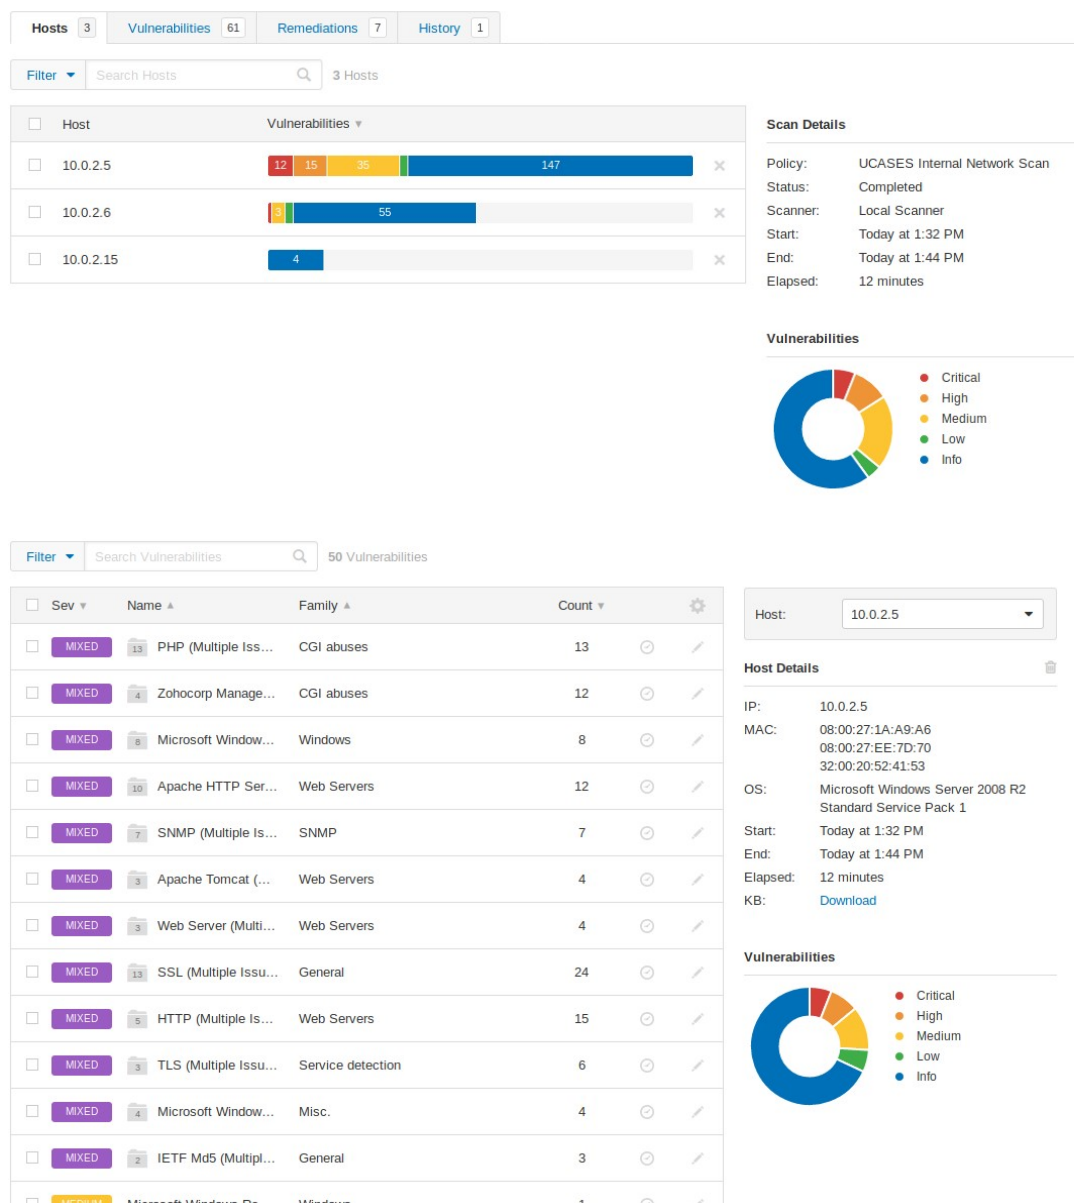 Hosts 3 Vulnerabilities 61 Remediations 7 History 1
Filter Search Hosts 3 Hosts
Host Vulnerabilities
10.0.2.5 12 15 35 147
10.0.2.6 3 55
10.0.2.15 4
Scan Details
Policy: UCASES Internal Network Scan
Status: Completed
Scanner: Local Scanner
Start: Today at 1:32 PM
End: Today at 1:44 PM
Elapsed: 12 minutes
Vulnerabilities
Critical
High
Medium
Low
Info
Filter Search Vulnerabilities 50 Vulnerabilities
Sev Name Family Count
MIXED 13 PHP (Multiple Iss... CGI abuses 13
MIXED 4 Zohocorp Manage... CGI abuses 12
MIXED 8 Microsoft Window... Windows 8
MIXED 10 Apache HTTP Ser... Web Servers 12
MIXED 7 SNMP (Multiple Is... SNMP 7
MIXED 3 Apache Tomcat (... Web Servers 4
MIXED 3 Web Server (Multi... Web Servers 4
MIXED 13 SSL (Multiple Issu... General 24
MIXED 5 HTTP (Multiple Is... Web Servers 15
MIXED 3 TLS (Multiple Issu... Service detection 6
MIXED 4 Microsoft Window... Misc. 4
MIXED 2 IETF Md5 (Multipl... General 3
MEDIUM Microsoft Windows Windows 1
Host: 10.0.2.5
Host Details
IP: 10.0.2.5
MAC: 08:00:27:1A:A9:A6
08:00:27:EE:7D:70
32:00:20:52:41:53
OS: Microsoft Windows Server 2008 R2
Standard Service Pack 1
Start: Today at 1:32 PM
End: Today at 1:44 PM
Elapsed: 12 minutes
KB: Download
Vulnerabilities
Critical
High
Medium
Low
Info